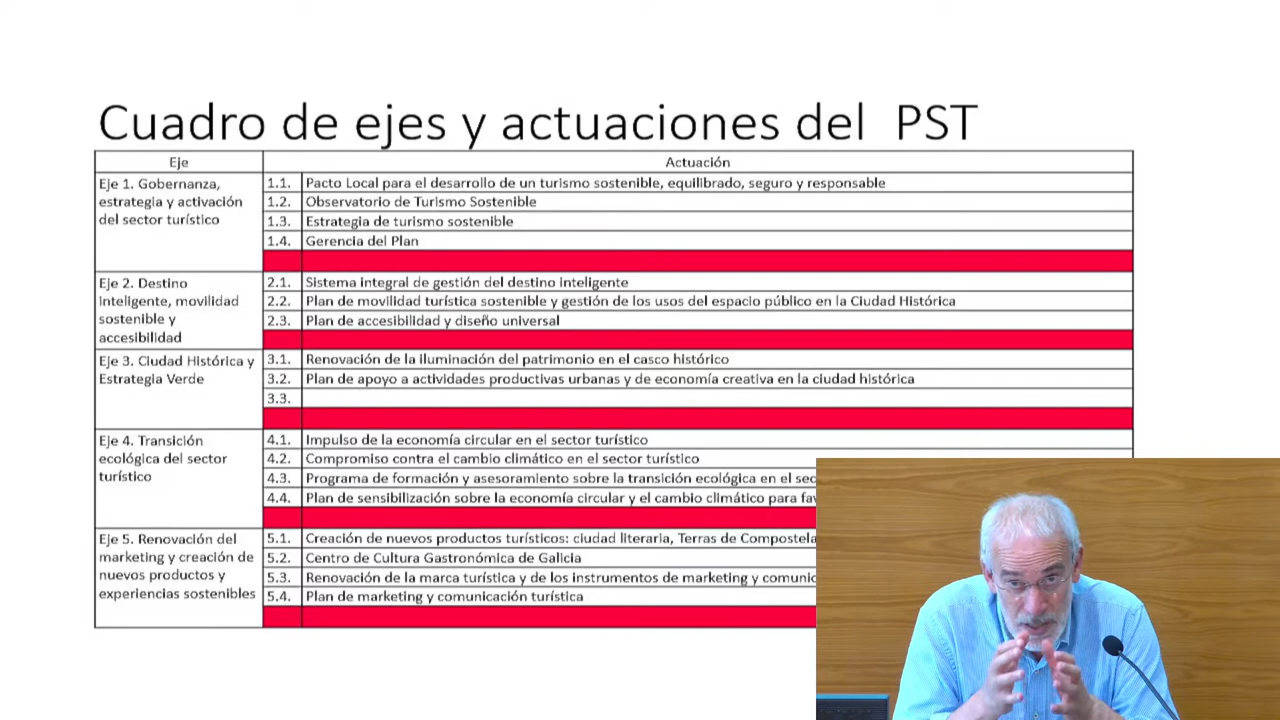 Cuadro de ejes y actuaciones del PST
Eje Actuación
Eje 1. Gobernanza,
estrategia y activación
del sector turístico
1.1. Pacto Local para el desarrollo de un turismo sostenible, equilibrado, seguro y responsable
1.2. Observatorio de Turismo Sostenible
1.3. Estrategia de turismo sostenible
1.4. Gerencia del Plan
Eje 2. Destino
inteligente, movilidad
sostenible y
accesibilidad
2.1. Sistema integral de gestión del destino inteligente
2.2. Plan de movilidad turística sostenible y gestión de los usos del espacio público en la Ciudad Histórica
2.3. Plan de accesibilidad y diseño universal
Eje 3. Ciudad Histórica y
Estrategia Verde
3.1. Renovación de la iluminación del patrimonio en el casco histórico
3.2. Plan de apoyo a actividades productivas urbanas y de economía creativa en la ciudad histórica
3.3.
Eje 4. Transición
ecológica del sector
turístico
4.1. Impulso de la economía circular en el sector turístico
4.2. Compromiso contra el cambio climático en el sector turístico
4.3. Programa de formación y asesoramiento sobre la transición ecológica en el sec
4.4. Plan de sensibilización sobre la economía circular y el cambio climático para fav
Eje 5. Renovación del
marketing y creación de
nuevos productos y
experiencias sostenibles
5.1. Creación de nuevos productos turísticos: ciudad literaria, Terras de Compostela
5.2. Centro de Cultura Gastronómica de Galicia
5.3. Renovación de la marca turística y de los instrumentos de marketing y comunic
5.4. Plan de marketing y comunicación turística